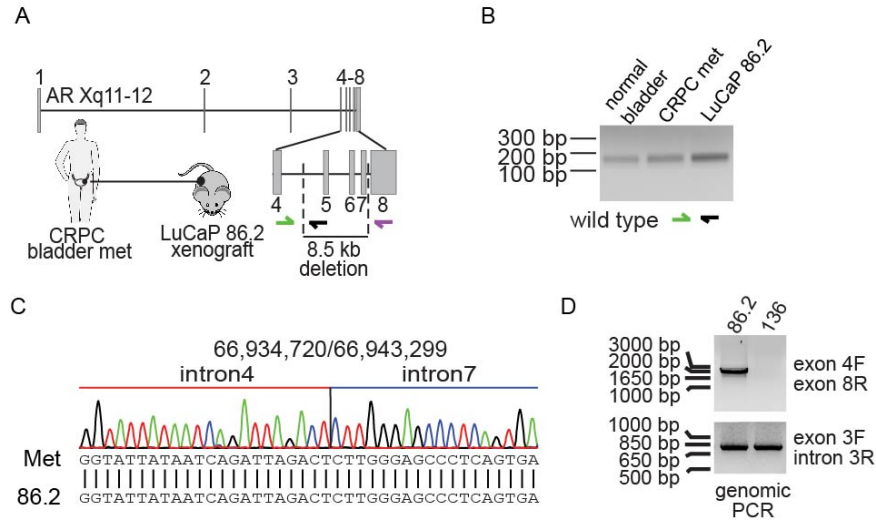 A
1
2
3
4-8
AR Xq11-12
4
5
67
8
CRPC
bladder met
LuCaP 86.2
xenograft
8.5 kb
deletion
B
normal
bladder
CRPC met
LuCaP 86.2
300 bp
200 bp
100 bp
wild type
C
66,934,720/66,943,299
intron4
intron7
Met
GGTATTATAATCAGATTAGACTCTTGGGAGCCCTCAGTGA
86.2
GGTATTATAATCAGATTAGACTCTTGGGAGCCCTCAGTGA
D
86.2
136
3000 bp
2000 bp
1650 bp
1000 bp
exon 4F
exon 8R
1000 bp
850 bp
650 bp
500 bp
exon 3F
intron 3R
genomic
PCR